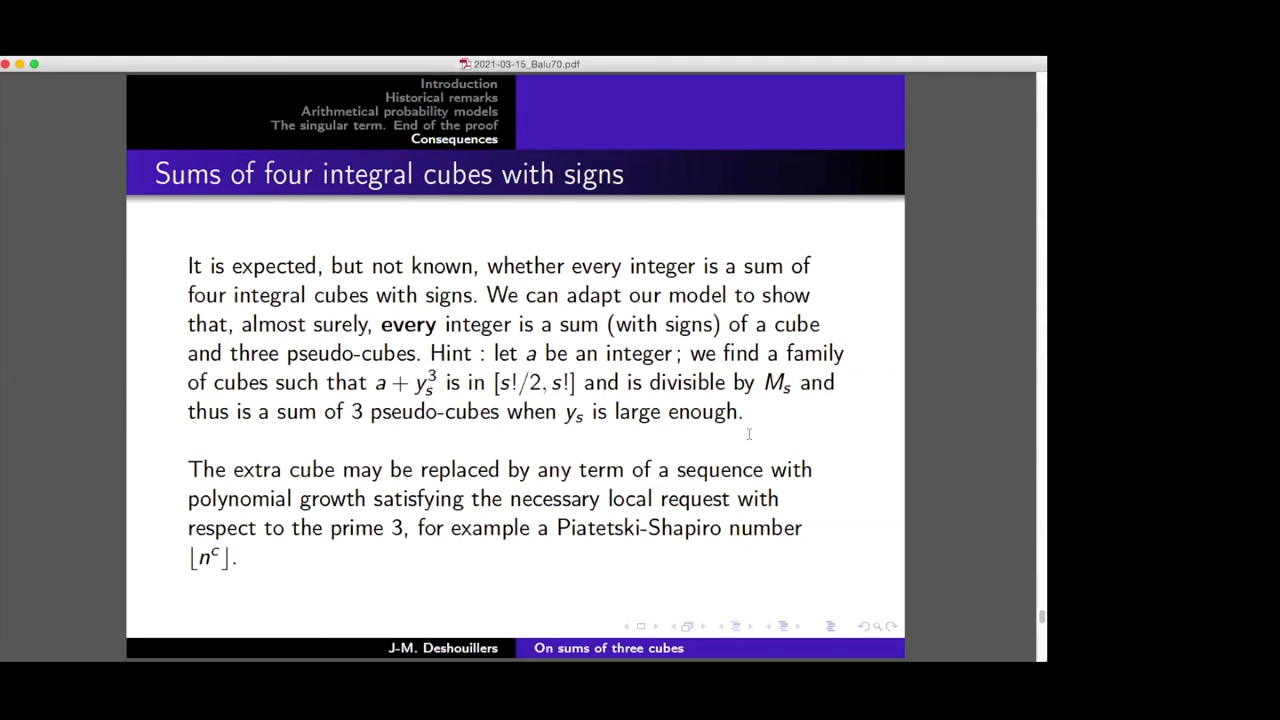 2021-03-15_Balu70.pdf
Introduction
Historical remarks
Arithmetical probability models
The singular term. End of the proof
Consequences
Sums of four integral cubes with signs
It is expected, but not known, whether every integer is a sum of
four integral cubes with signs. We can adapt our model to show
that, almost surely, every integer is a sum (with signs) of a cube
and three pseudo-cubes. Hint : let a be an integer ; we find a family
of cubes such that a + y_s^3 is in [s!/2, s!] and is divisible by M_s and
thus is a sum of 3 pseudo-cubes when y_s is large enough.
The extra cube may be replaced by any term of a sequence with
polynomial growth satisfying the necessary local request with
respect to the prime 3, for example a Piatetski-Shapiro number
⌊n^c⌋.
J-M. Deshouillers
On sums of three cubes